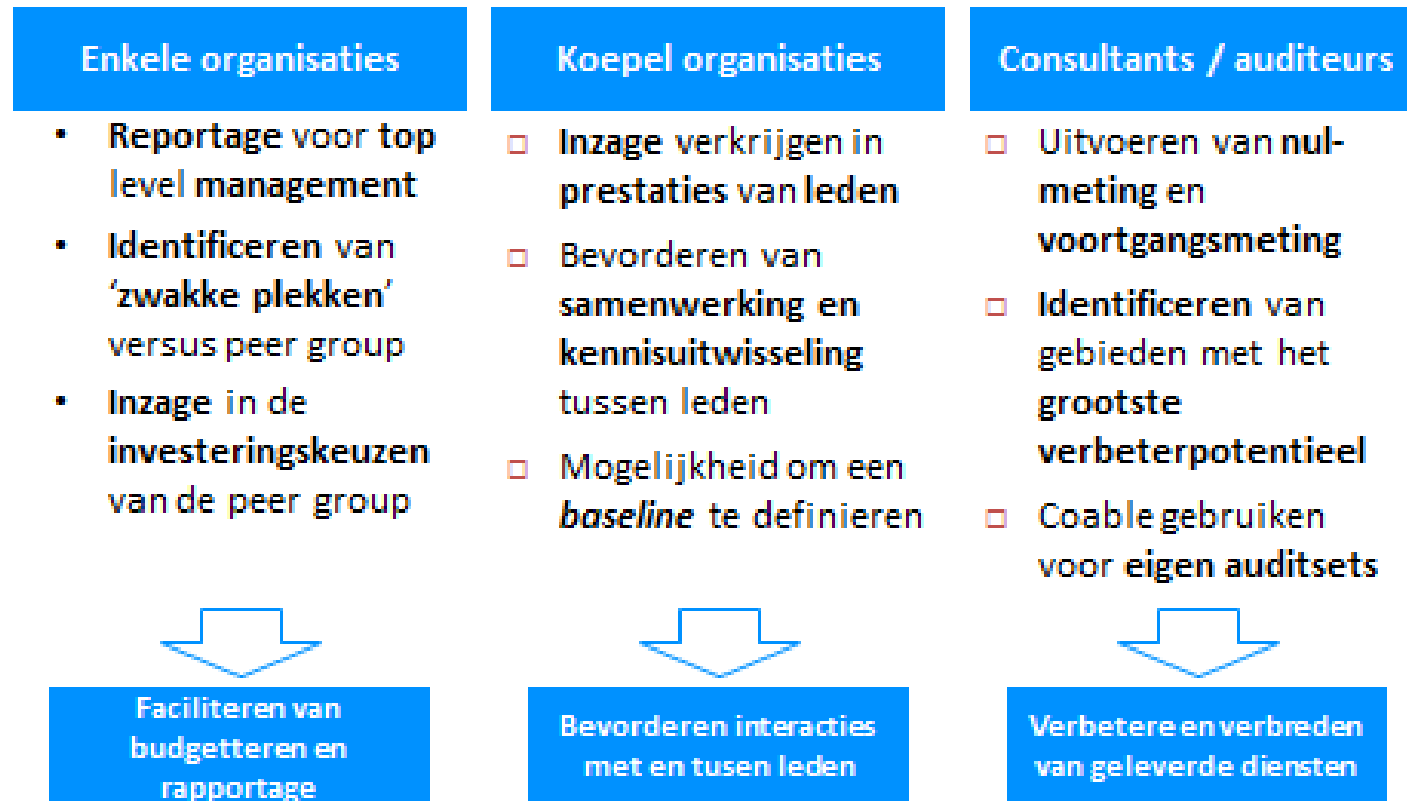 Enkele organisaties
• Reportage voor top
level management
• Identificeren van
‘zwakke plekken’
versus peer group
• Inzage in de
investeringskeuzen
van de peer group
Faciliteren van
budgetteren en
rapportage
Koepel organisaties
□ Inzage verkrijgen in
prestaties van leden
□ Bevorderen van
samenwerking en
kennisuitwisseling
tussen leden
□ Mogelijkheid om een
baseline te definieren
Bevorderen interacties
met en tusen leden
Consultants / auditeurs
□ Uitvoeren van nul-
meting en
voortgangsmeting
□ Identificeren van
gebieden met het
grootste
verbeterpotentieel
□ Coable gebruiken
voor eigen auditsets
Verbetere en verbreden
van geleverde diensten